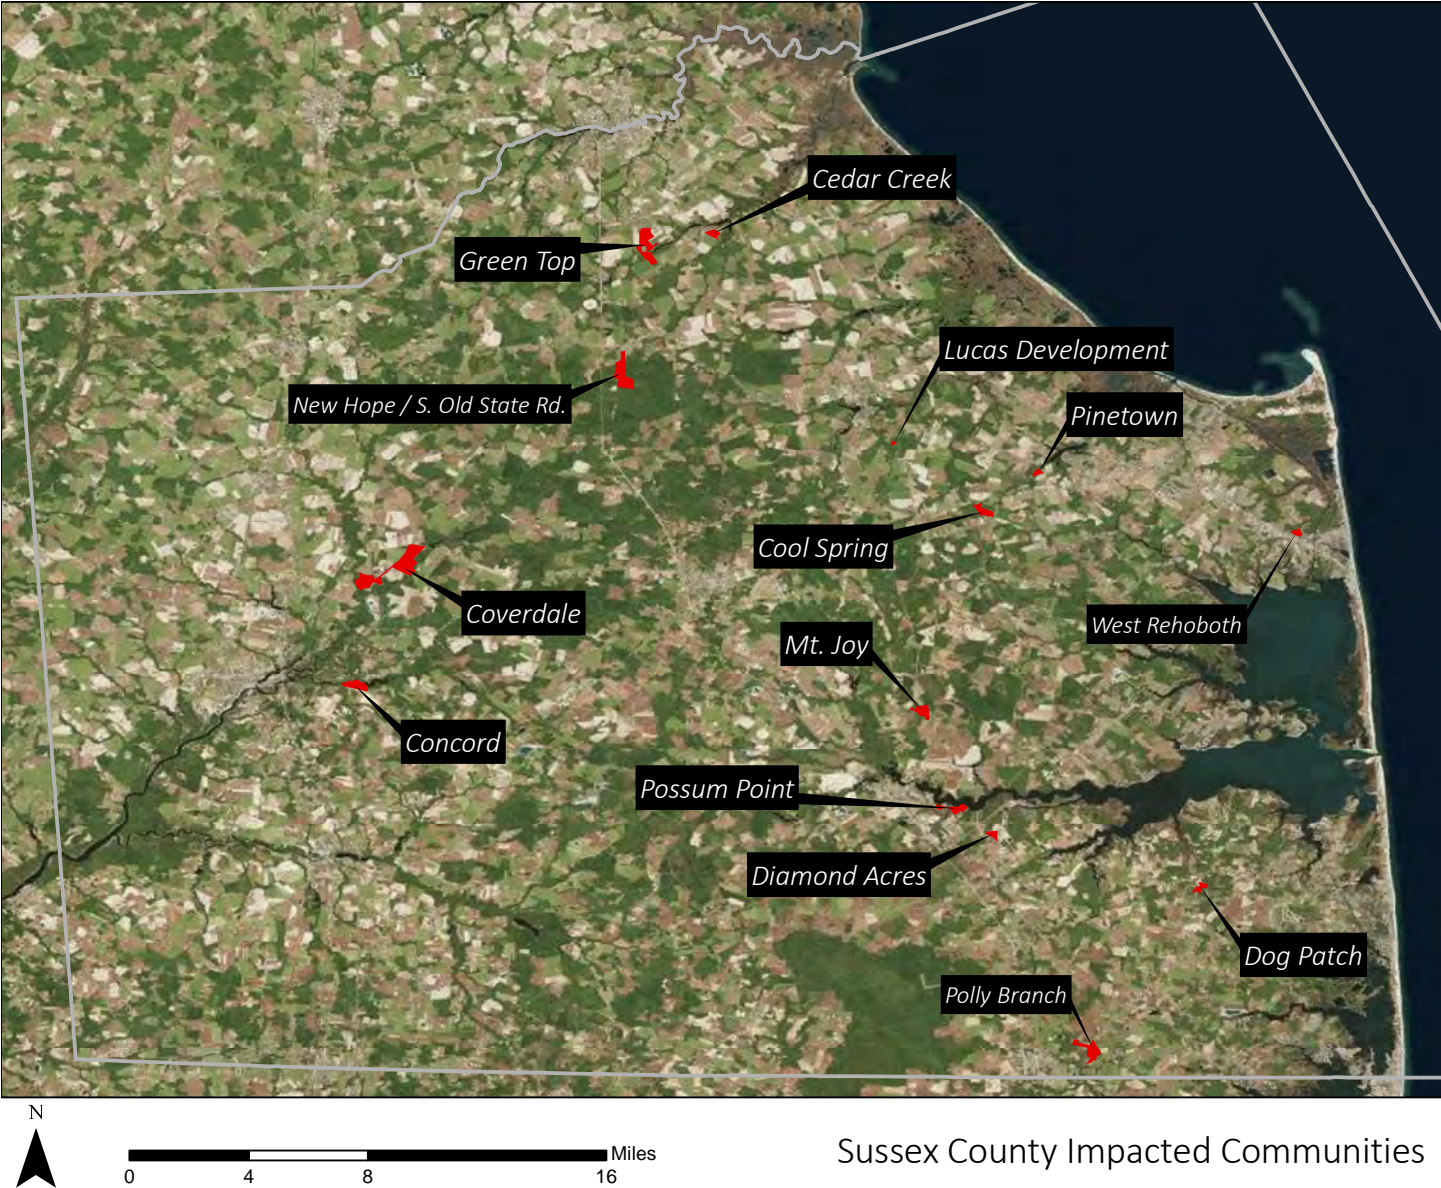 Cedar Creek
Green Top
Lucas Development
New Hope / S. Old State Rd.
Pinetown
Cool Spring
Coverdale
West Rehoboth
Mt. Joy
Concord
Possum Point
Diamond Acres
Dog Patch
Polly Branch
N
Miles
0 4 8 16
Sussex County Impacted Communities